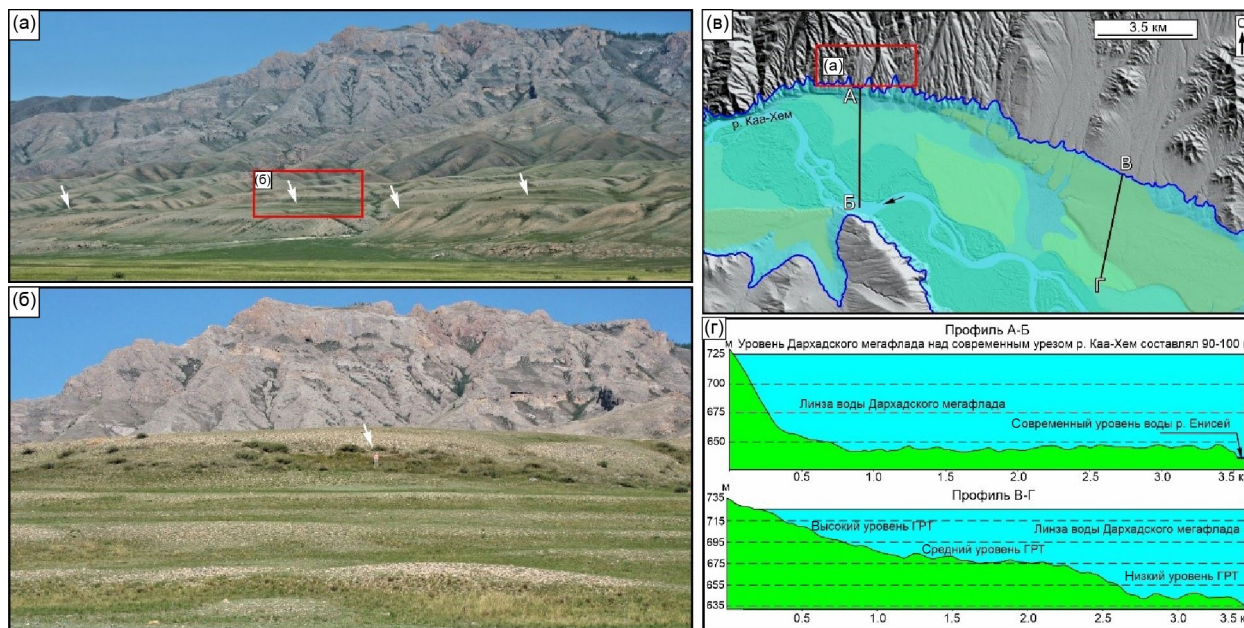 (а)
(б)
(б)
(в)
С
3.5 км
(а)
А
р. Каа-Хем
В
Б
Г
(г)
Профиль А-Б
м Уровень Дархадского мегафлада над современным урезом р. Каа-Хем составлял 90-100
725
700
Линза воды Дархадского мегафлада
675
Современный уровень воды р. Енисей
650
0.5 1.0 1.5 2.0 2.5 3.0 3.5 к
м
Профиль В-Г
735
715
Высокий уровень ГРТ
Линза воды Дархадского мегафлада
695
Средний уровень ГРТ
675
Низкий уровень ГРТ
655
635
0.5 1.0 1.5 2.0 2.5 3.0 3.5 к